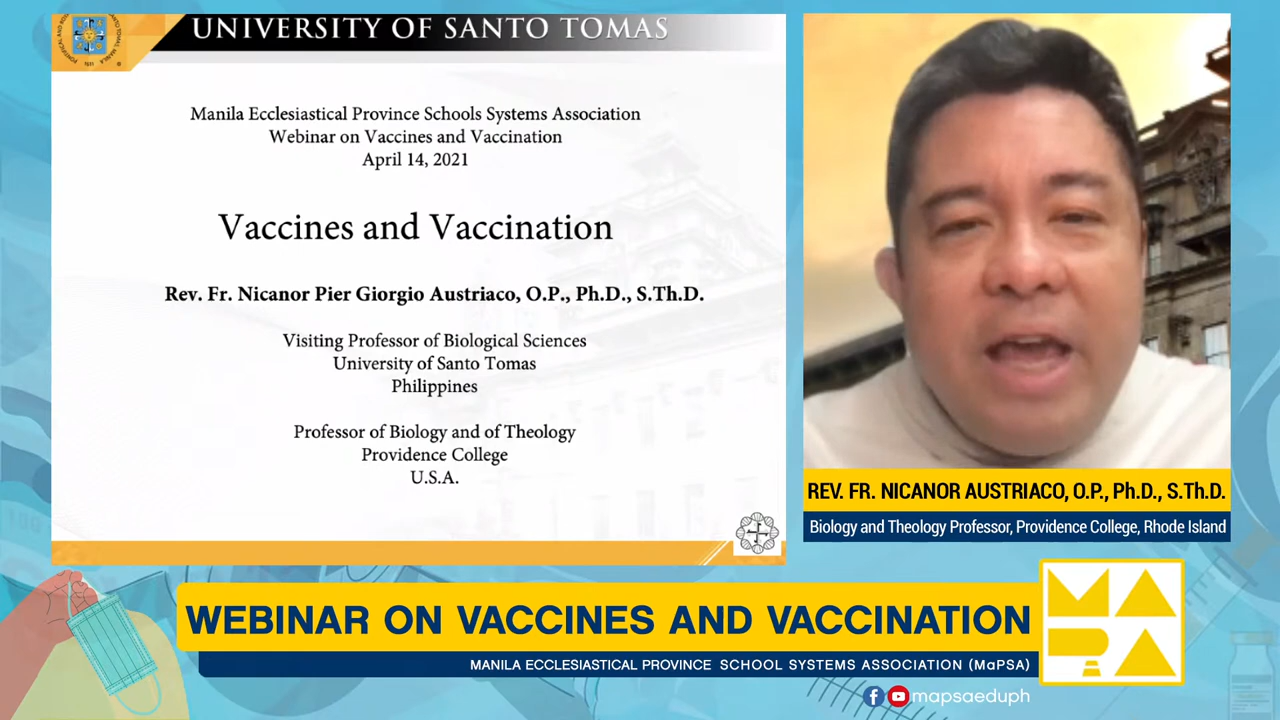 UNIVERSITY OF SANTO TOMAS
Manila Ecclesiastical Province Schools Systems Association
Webinar on Vaccines and Vaccination
April 14, 2021
Vaccines and Vaccination
Rev. Fr. Nicanor Pier Giorgio Austriaco, O.P., Ph.D., S.Th.D.
Visiting Professor of Biological Sciences
University of Santo Tomas
Philippines
Professor of Biology and of Theology
Providence College
U.S.A.
REV. FR. NICANOR AUSTRIACO, O.P., Ph.D., S.Th.D.
Biology and Theology Professor, Providence College, Rhode Island
WEBINAR ON VACCINES AND VACCINATION
MANILA ECCLESIASTICAL PROVINCE SCHOOL SYSTEMS ASSOCIATION (MaPSA)
mapsaeduph
MA
PA